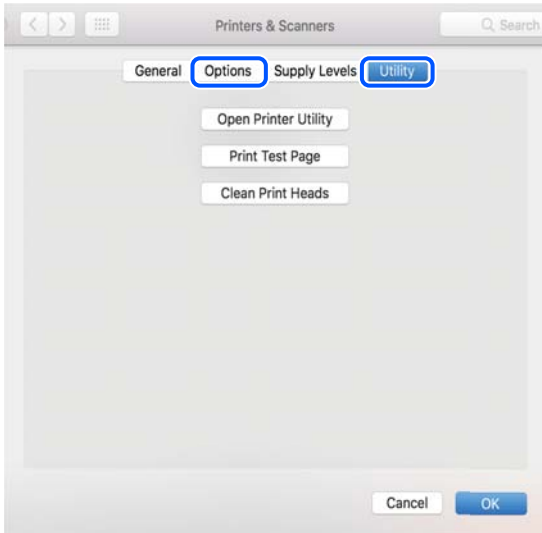 Printers & Scanners Search
General Options Supply Levels Utility
Open Printer Utility
Print Test Page
Clean Print Heads
Cancel OK